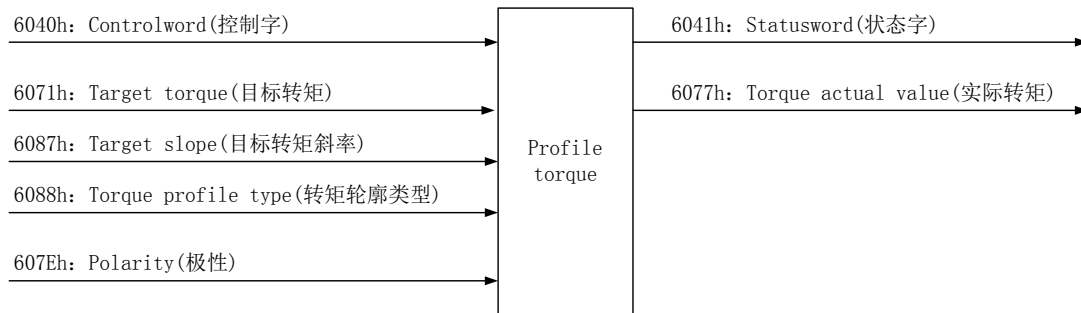 6040h：Controlword(控制字)
6071h：Target torque(目标转矩)
6087h：Target slope(目标转矩斜率)
6088h：Torque profile type(转矩轮廓类型)
607Eh：Polarity(极性)
Profile
torque
6041h：Statusword(状态字)
6077h：Torque actual value(实际转矩)